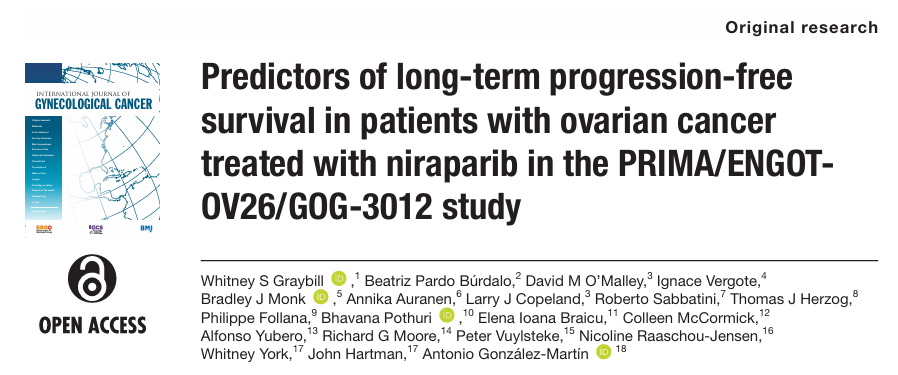 Original research
INTERNATIONAL JOURNAL OF
GYNECOLOGICAL CANCER
Predictors of long-term progression-free
survival in patients with ovarian cancer
treated with niraparib in the PRIMA/ENGOT-
OV26/GOG-3012 study
BMJ
OPEN ACCESS
Whitney S Graybill iD ,1 Beatriz Pardo Búrdalo,2 David M O’Malley,3 Ignace Vergote,4
Bradley J Monk iD ,5 Annika Auranen,6 Larry J Copeland,3 Roberto Sabbatini,7 Thomas J Herzog,8
Philippe Follana,9 Bhavana Pothuri iD ,10 Elena Ioana Braicu,11 Colleen McCormick,12
Alfonso Yubero,13 Richard G Moore,14 Peter Vuylsteke,15 Nicoline Raaschou-Jensen,16
Whitney York,17 John Hartman,17 Antonio González-Martín iD 18